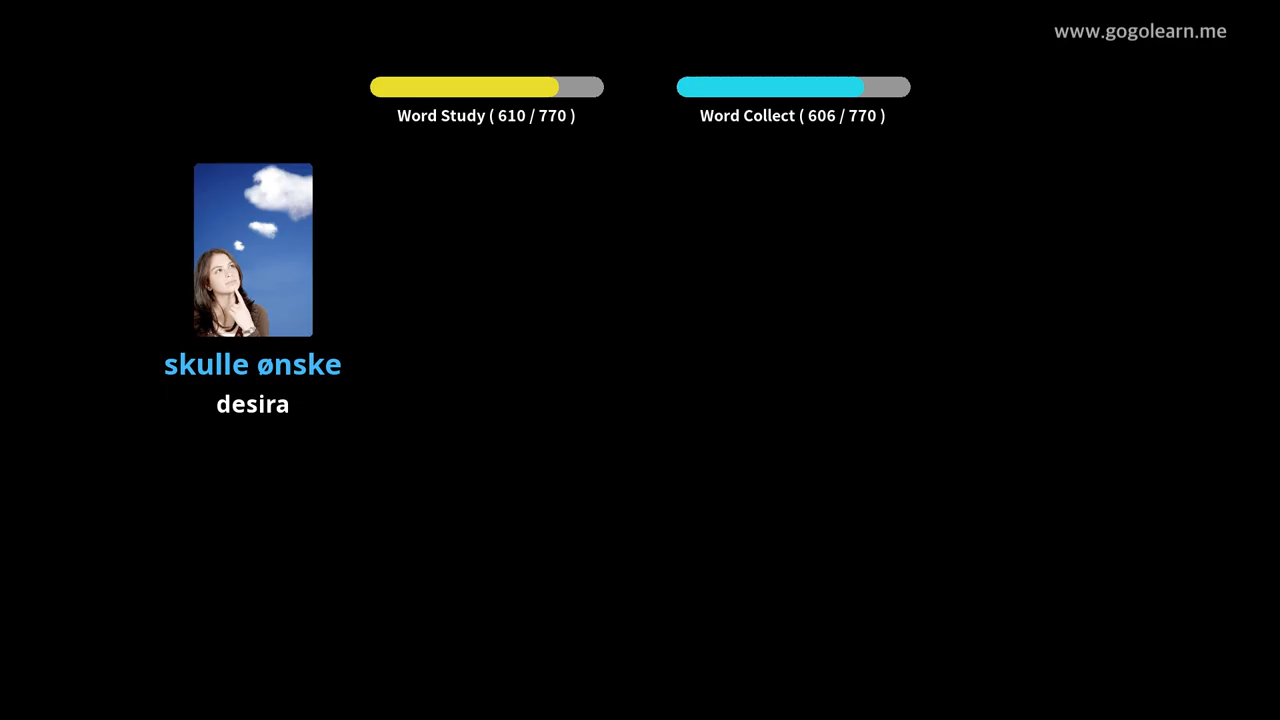 www.gogolearn.me
Word Study ( 610 / 770 )
Word Collect ( 606 / 770 )
skulle ønske
desira